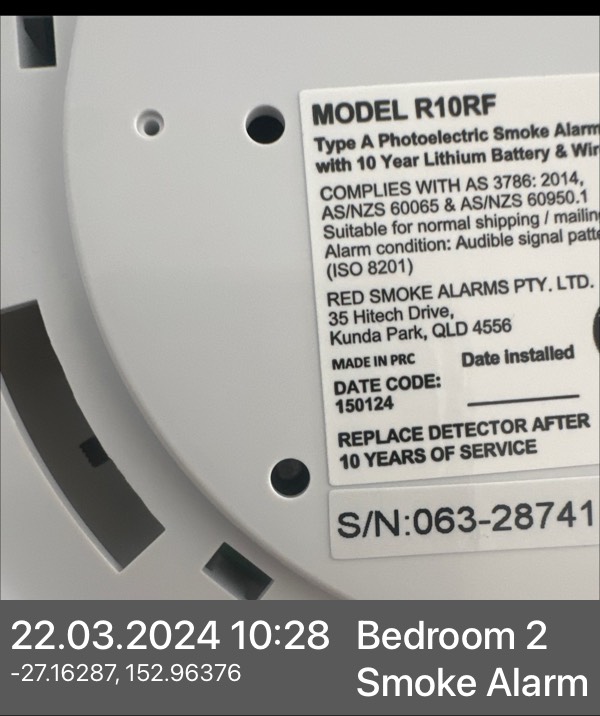 MODEL R10RF
Type A Photoelectric Smoke Alarm
with 10 Year Lithium Battery &
COMPLIES WITH AS 3786: 2014,
AS/NZS 60065 & AS/NZS 60950.1
Suitable for normal shipping /
Alarm condition: Audible signal
(ISO 8201)
RED SMOKE ALARMS PTY. LTD.
35 Hitech Drive,
Kunda Park, QLD 4556
MADE IN PRC Date installed
DATE CODE:
150124
REPLACE DETECTOR AFTER
10 YEARS OF SERVICE
S/N:063-28741
22.03.2024 10:28
-27.16287, 152.96376
Bedroom 2
Smoke Alarm